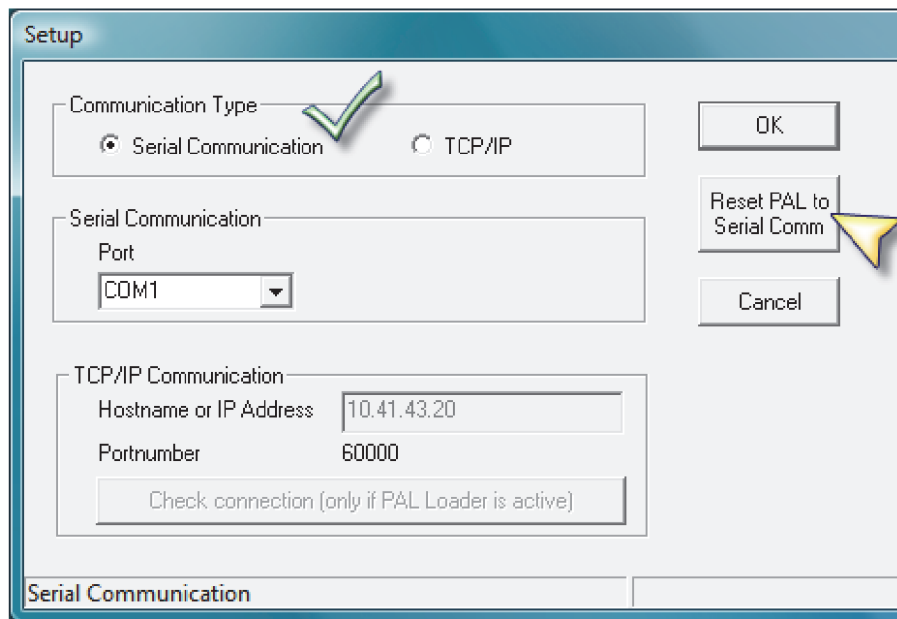 Setup
Communication Type
Serial Communication
TCP/IP
OK
Reset PAL to
Serial Comm
Serial Communication
Port
COM1
Cancel
TCP/IP Communication
Hostname or IP Address
10.41.43.20
Portnumber
60000
Check connection (only if PAL Loader is active)
Serial Communication